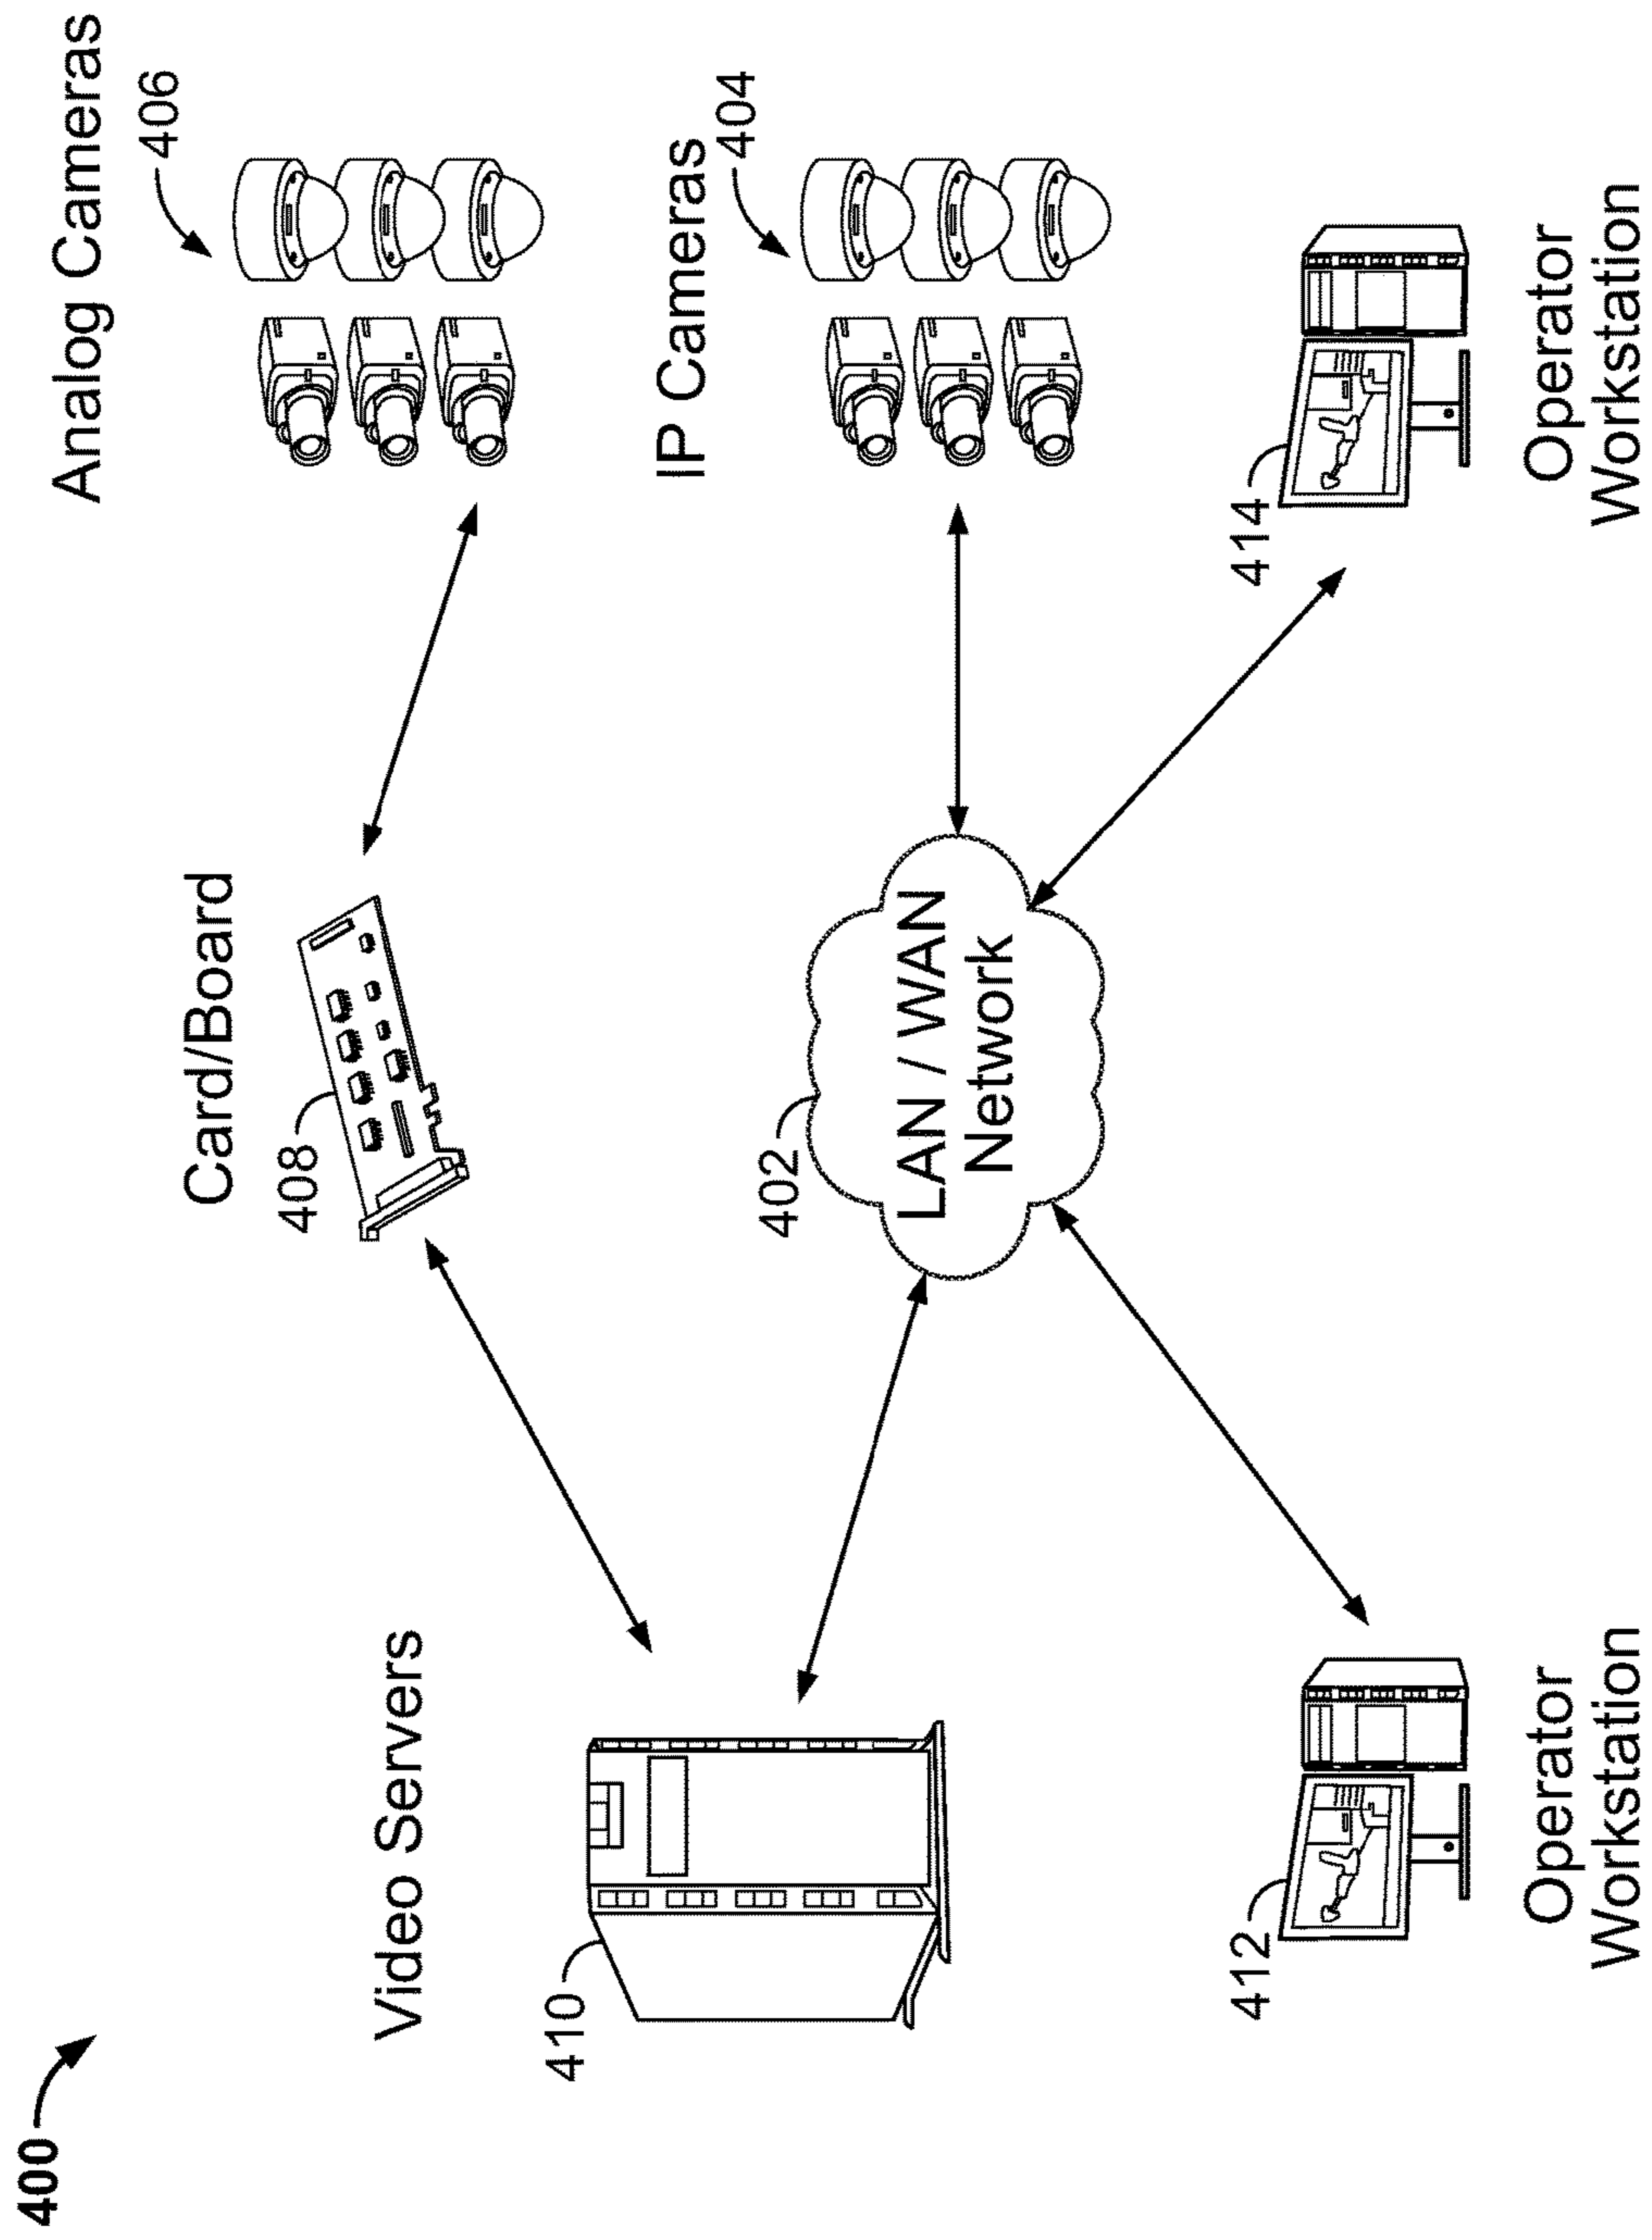 400
Video Servers
410
Card/Board
408
Analog Cameras
406
IP Cameras
404
402
LAN / WAN
Network
412
Operator
Workstation
414
Operator
Workstation